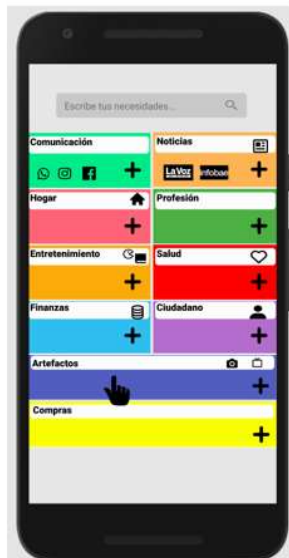 Escribe tus necesidades...
Comunicación
Noticias
LaVoz infobae
Hogar
Profesión
Entretenimiento
Salud
Finanzas
Ciudadano
Artefactos
Compras